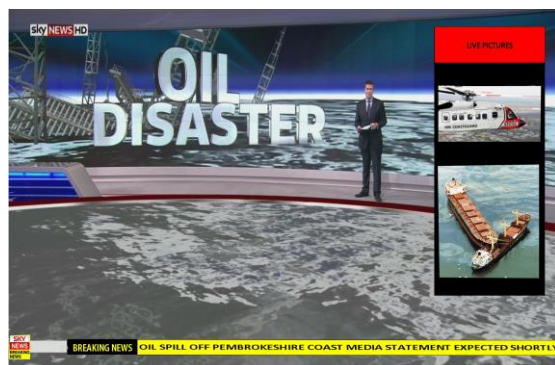 sky NEWS HD
LIVE PICTURES
OIL
DISASTER
HM COASTGUARD
SKY
NEWS
BREAKING
NEWS
BREAKING NEWS
OIL SPILL OFF PEMBROKESHIRE COAST MEDIA STATEMENT EXPECTED SHORTLY